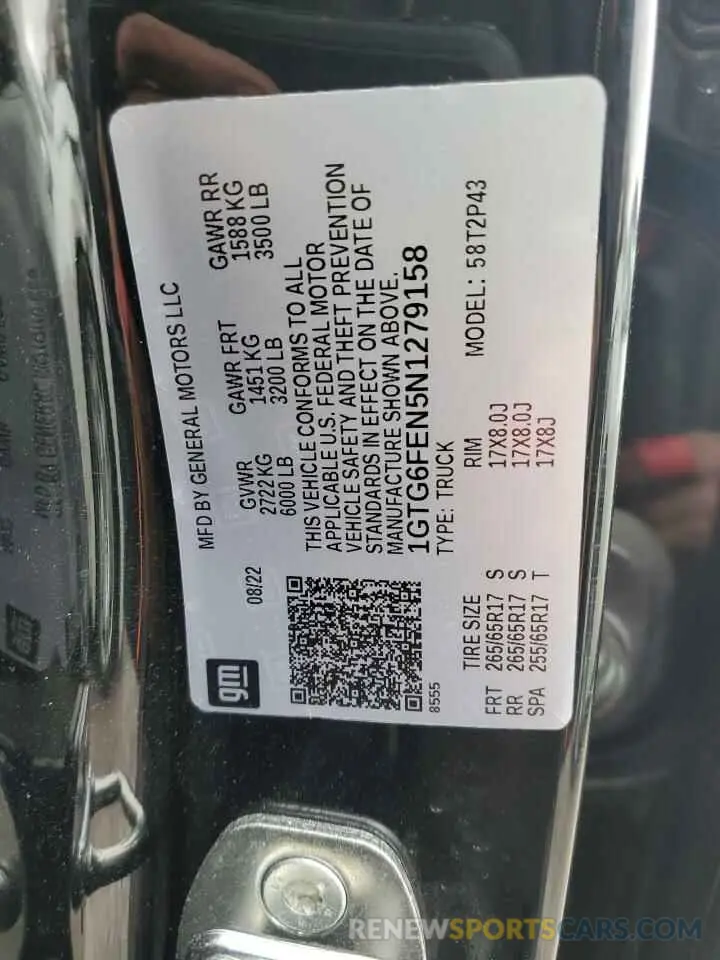 MFD BY GENERAL MOTORS LLC
08/22
GVWR GAWR FRT GAWR RR
2722 KG 1451 KG 1588 KG
6000 LB 3200 LB 3500 LB
THIS VEHICLE CONFORMS TO ALL
APPLICABLE U.S. FEDERAL MOTOR
VEHICLE SAFETY AND THEFT PREVENTION
STANDARDS IN EFFECT ON THE DATE OF
MANUFACTURE SHOWN ABOVE.
1GTG6FEN5N1279158
TYPE: TRUCK
MODEL: 58T2P43
gm
8555
TIRE SIZE RIM
FRT 265/65R17 S 17X8.0J
RR 265/65R17 S 17X8.0J
SPA 255/65R17 T 17X8J
RENEWSPORTSCARS.COM